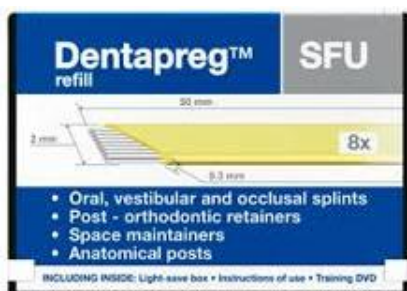 Dentapreg™ SFU
refill
50 mm
2 mm
8x
0.3 mm
• Oral, vestibular and occlusal splints
• Post - orthodontic retainers
• Space maintainers
• Anatomical posts
INCLUDING INSIDE: Light-save box • Instructions of use • Training DVD